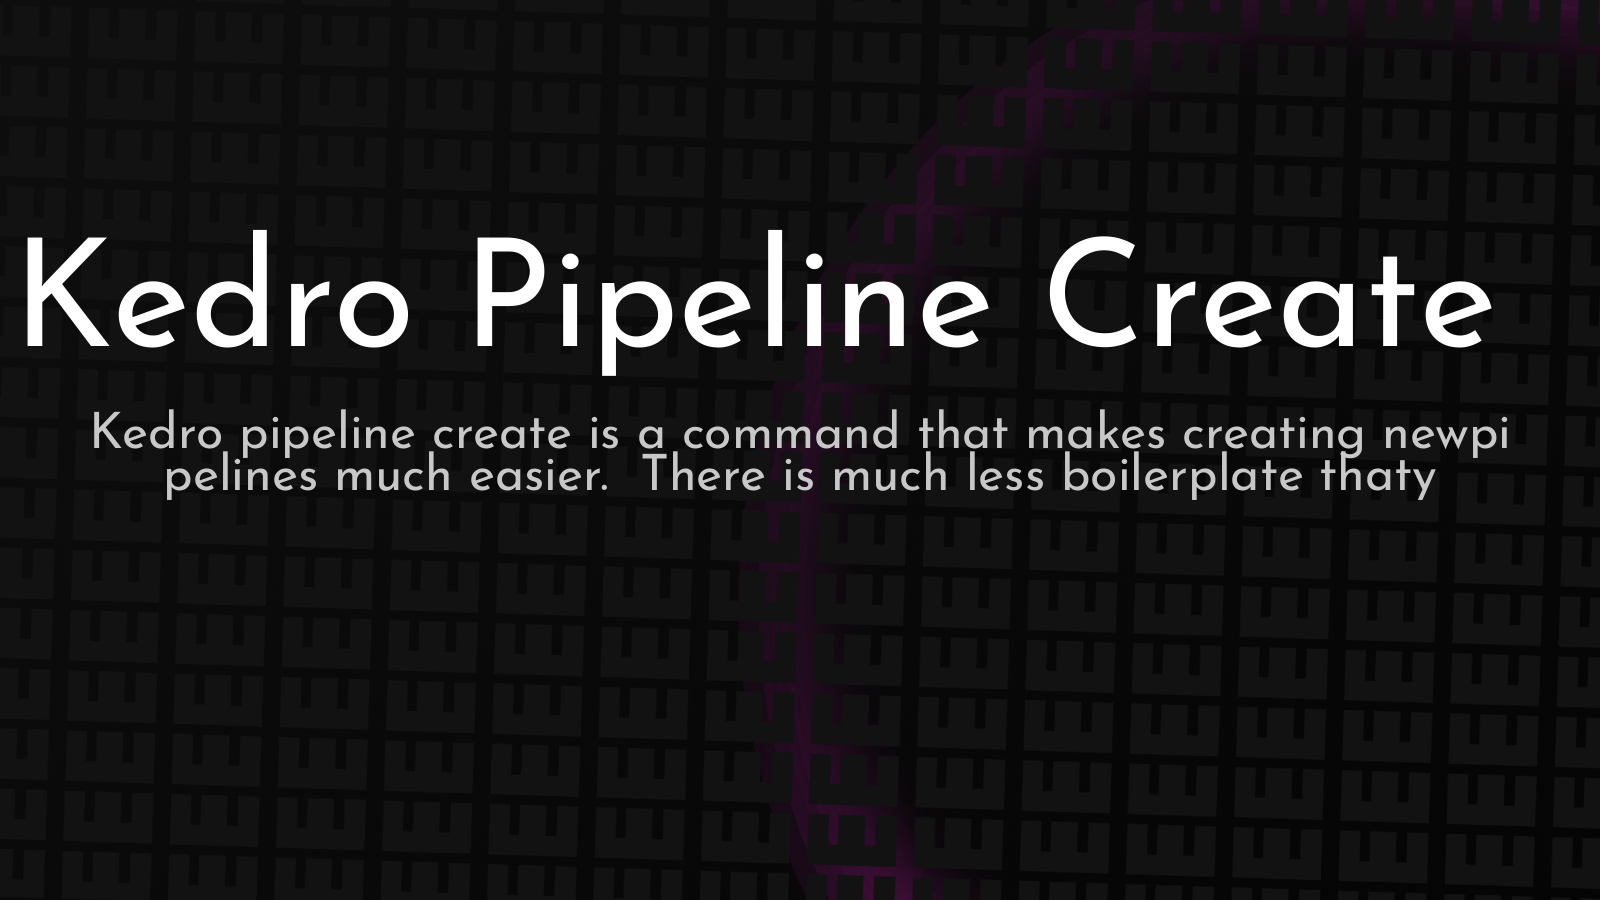 Kedro Pipeline Create
Kedro pipeline create is a command that makes creating newpi
pelines much easier.  There is much less boilerplate thaty